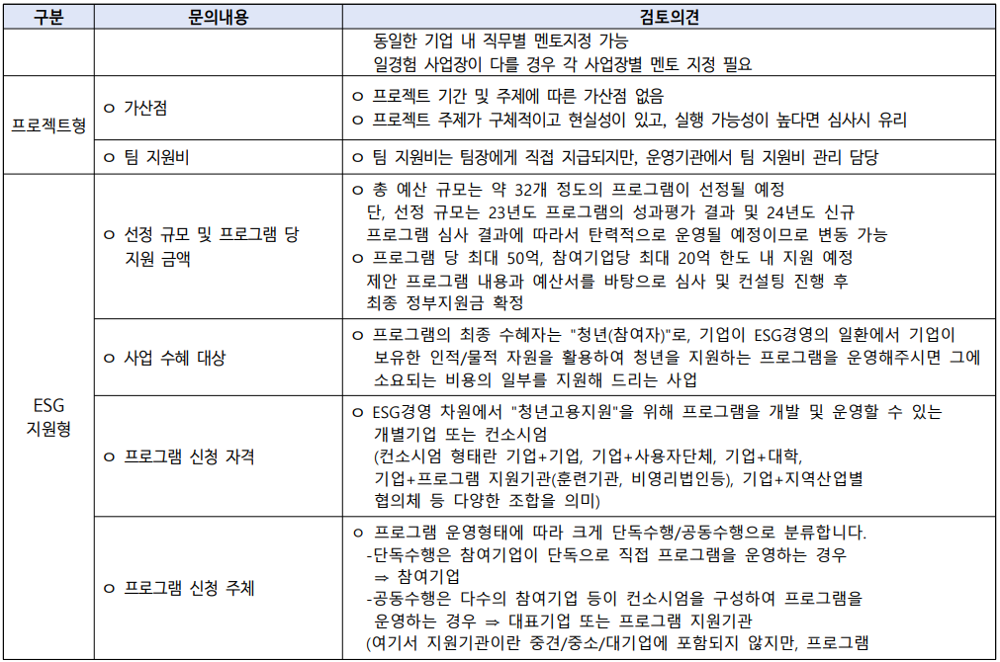 구분 문의내용 검토의견
동일한 기업 내 직무별 멘토지정 가능
일경험 사업장이 다를 경우 각 사업장별 멘토 지정 필요
프로젝트형
ㅇ 가산점
ㅇ 프로젝트 기간 및 주제에 따른 가산점 없음
ㅇ 프로젝트 주제가 구체적이고 현실성이 있고, 실행 가능성이 높다면 심사시 유리
ㅇ 팀 지원비
ㅇ 팀 지원비는 팀장에게 직접 지급되지만, 운영기관에서 팀 지원비 관리 담당
ESG
지원형
ㅇ 선정 규모 및 프로그램 당
지원 금액
ㅇ 총 예산 규모는 약 32개 정도의 프로그램이 선정될 예정
단, 선정 규모는 23년도 프로그램의 성과평가 결과 및 24년도 신규
프로그램 심사 결과에 따라서 탄력적으로 운영될 예정이므로 변동 가능
ㅇ 프로그램 당 최대 50억, 참여기업당 최대 20억 한도 내 지원 예정
제안 프로그램 내용과 예산서를 바탕으로 심사 및 컨설팅 진행 후
최종 정부지원금 확정
ㅇ 사업 수혜 대상
ㅇ 프로그램의 최종 수혜자는 "청년(참여자)"로, 기업이 ESG경영의 일환에서 기업이
보유한 인적/물적 자원을 활용하여 청년을 지원하는 프로그램을 운영해주시면 그에
소요되는 비용의 일부를 지원해 드리는 사업
ㅇ 프로그램 신청 자격
ㅇ ESG경영 차원에서 "청년고용지원"을 위해 프로그램을 개발 및 운영할 수 있는
개별기업 또는 컨소시엄
(컨소시엄 형태란 기업+기업, 기업+사용자단체, 기업+대학,
기업+프로그램 지원기관(훈련기관, 비영리법인등), 기업+지역산업별
협의체 등 다양한 조합을 의미)
ㅇ 프로그램 신청 주체
ㅇ 프로그램 운영형태에 따라 크게 단독수행/공동수행으로 분류합니다.
-단독수행은 참여기업이 단독으로 직접 프로그램을 운영하는 경우
⇒ 참여기업
-공동수행은 다수의 참여기업 등이 컨소시엄을 구성하여 프로그램을
운영하는 경우 ⇒ 대표기업 또는 프로그램 지원기관
(여기서 지원기관이란 중견/중소/대기업에 포함되지 않지만, 프로그램